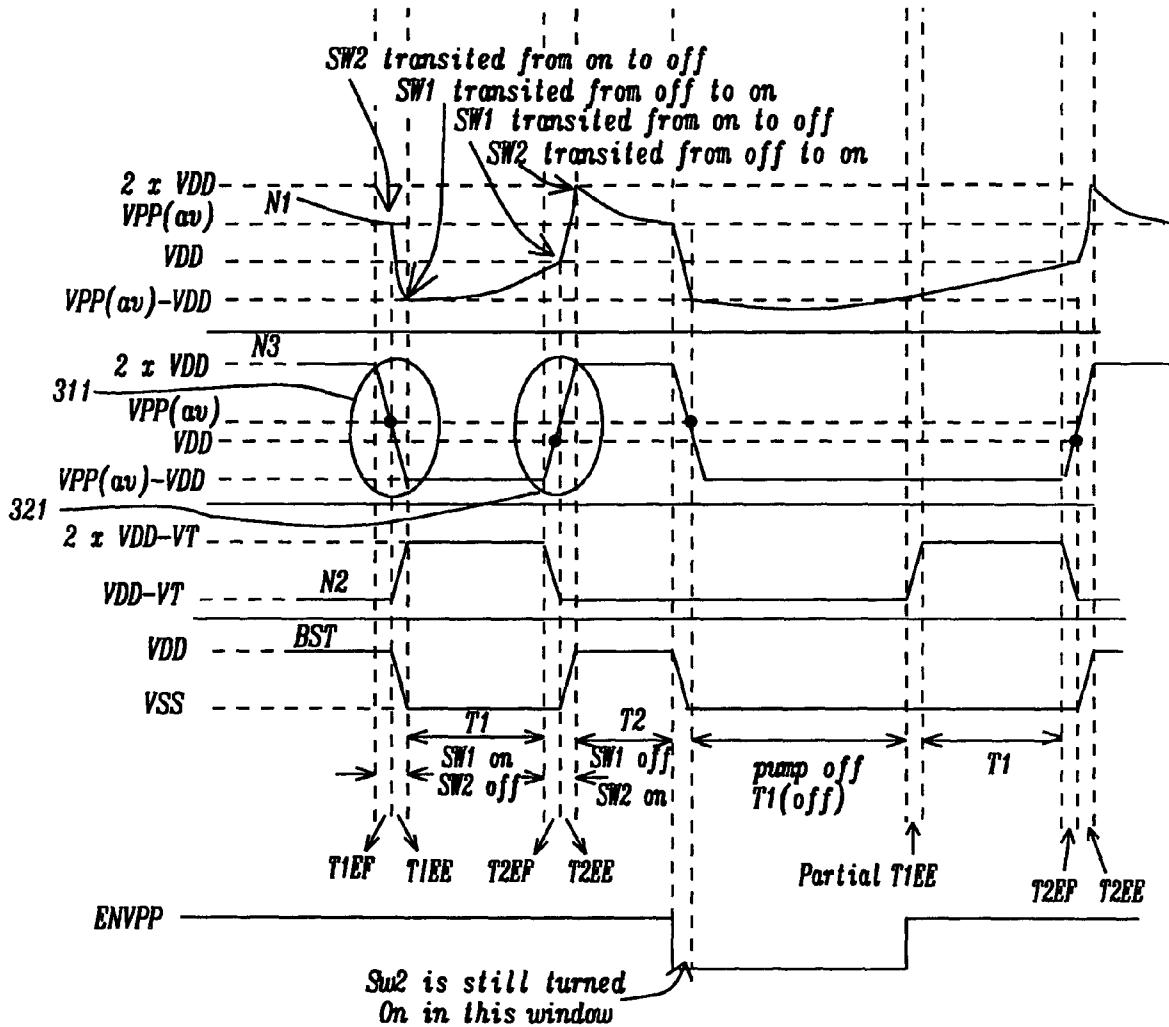 SW2 transited from on to off
SW1 transited from off to on
SW1 transited from on to off
SW2 transited from off to on
2 x VDD
N1
VPP(av)
VDD
VPP(av)-VDD
N3
2 x VDD
311
VPP(av)
VDD
VPP(av)-VDD
321
2 x VDD-VT
N2
VDD-VT
BST
VDD
VSS
T1
SW1 on
SW2 off
T2
SW1 off
SW2 on
pump off
T1(off)
T1
T1EF
T1EE
T2EF
T2EE
Partial T1EE
T2EF
T2EE
ENVPP
Sw2 is still turned
On in this window